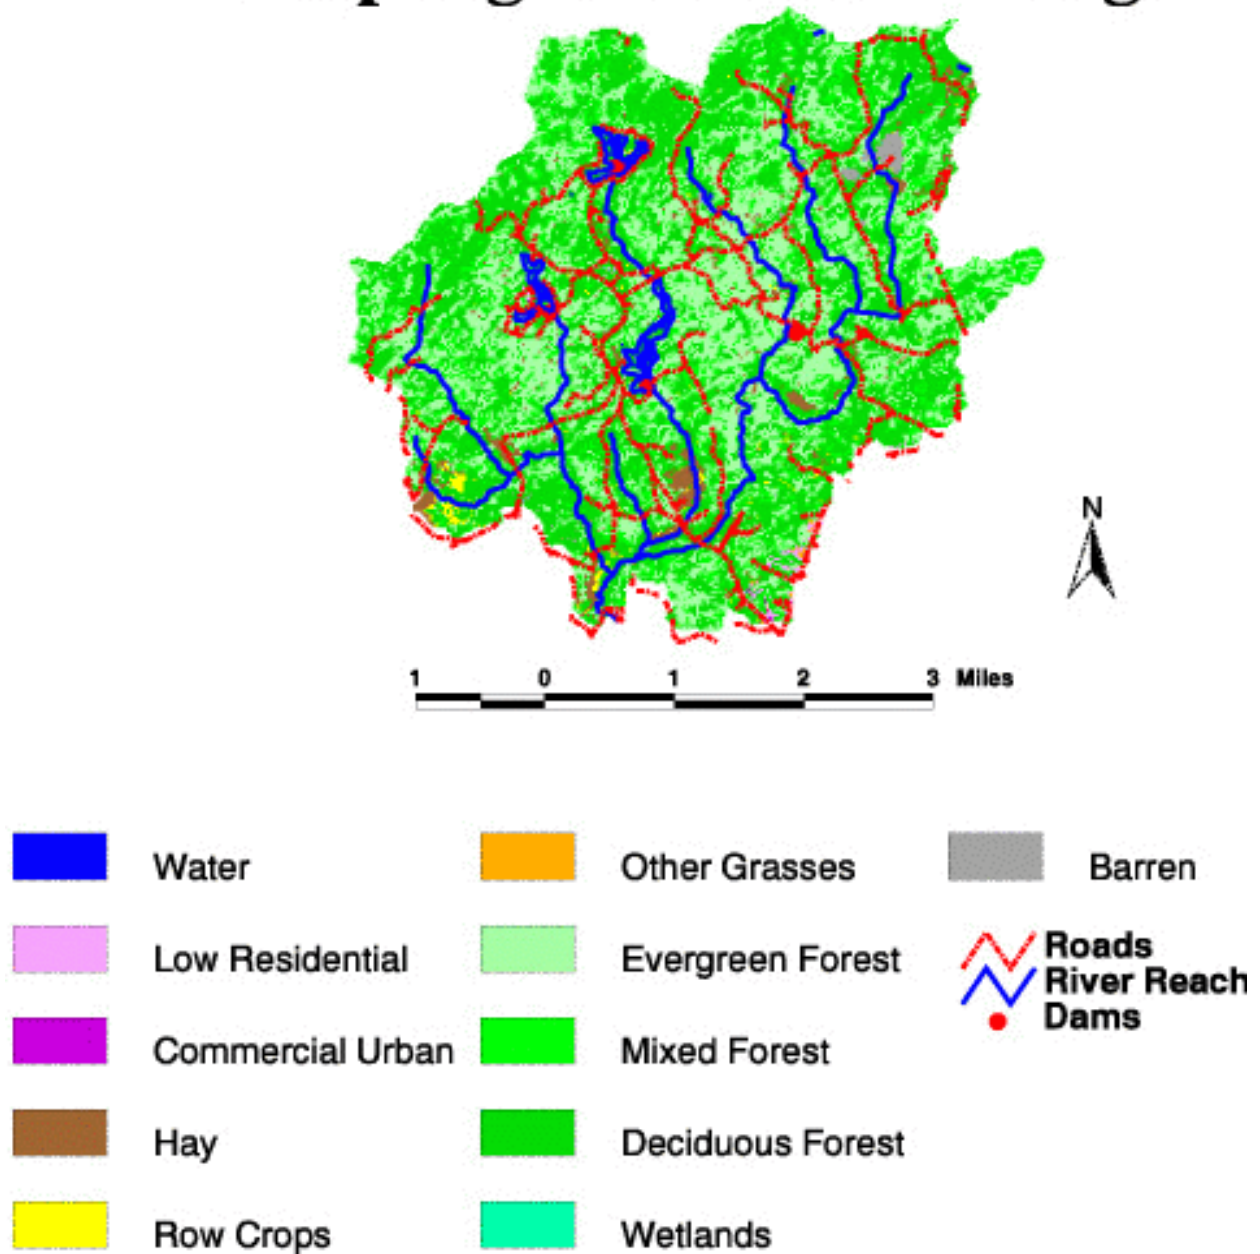 N
1 0 1 2 3 Miles
Water
Other Grasses
Barren
Low Residential
Evergreen Forest
Roads
River Reach
Dams
Commercial Urban
Mixed Forest
Hay
Deciduous Forest
Row Crops
Wetlands